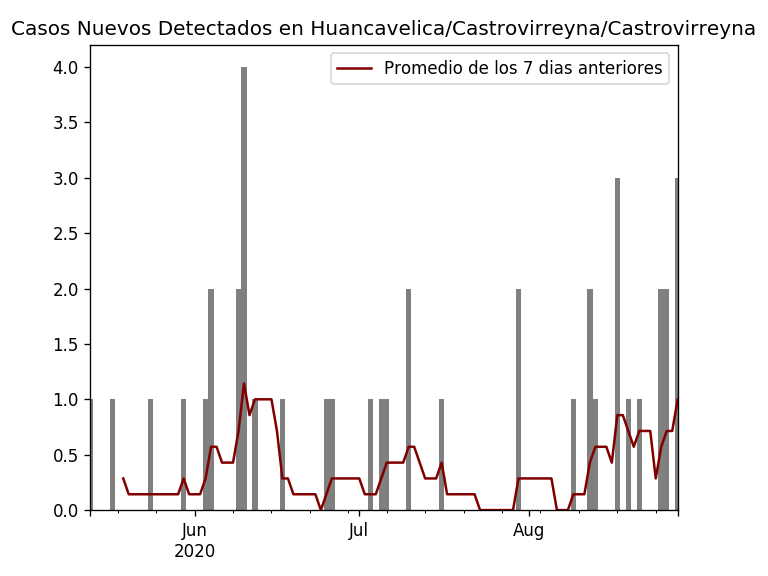 Casos Nuevos Detectados en Huancavelica/Castrovirreyna/Castrovirreyna
Promedio de los 7 dias anteriores
4.0
3.5
3.0
2.5
2.0
1.5
1.0
0.5
0.0
Jun
2020
Jul
Aug